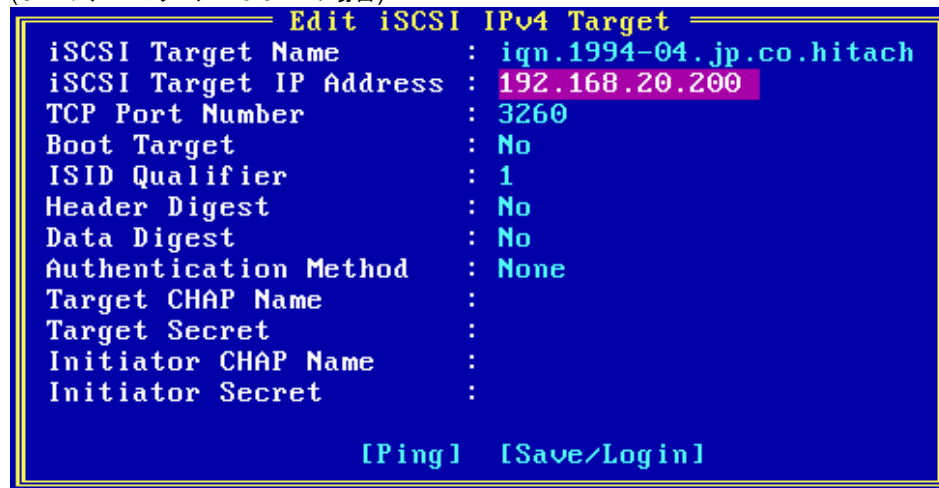 Edit iSCSI IPv4 Target
iSCSI Target Name : iqn.1994-04.jp.co.hitach
iSCSI Target IP Address : 192.168.20.200
TCP Port Number : 3260
Boot Target : No
ISID Qualifier : 1
Header Digest : No
Data Digest : No
Authentication Method : None
Target CHAP Name :
Target Secret :
Initiator CHAP Name :
Initiator Secret :
[Ping] [Save/Login]